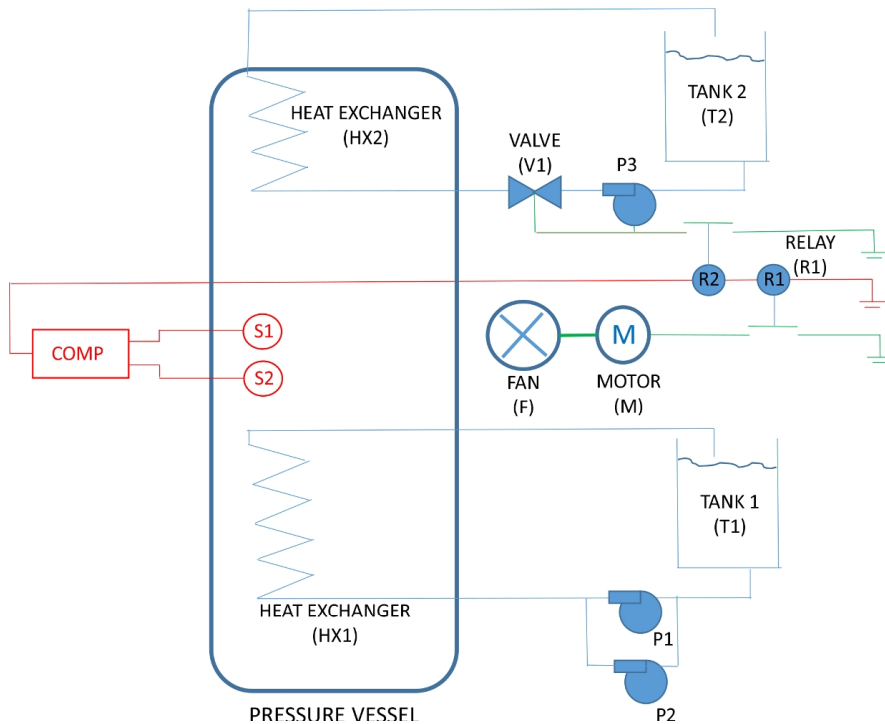 TANK 2
(T2)
HEAT EXCHANGER
(HX2)
VALVE
(V1)
P3
RELAY
(R1)
R2
R1
S1
COMP
S2
M
FAN
(F)
MOTOR
(M)
TANK 1
(T1)
HEAT EXCHANGER
(HX1)
P1
P2
PRESSURE VESSEL